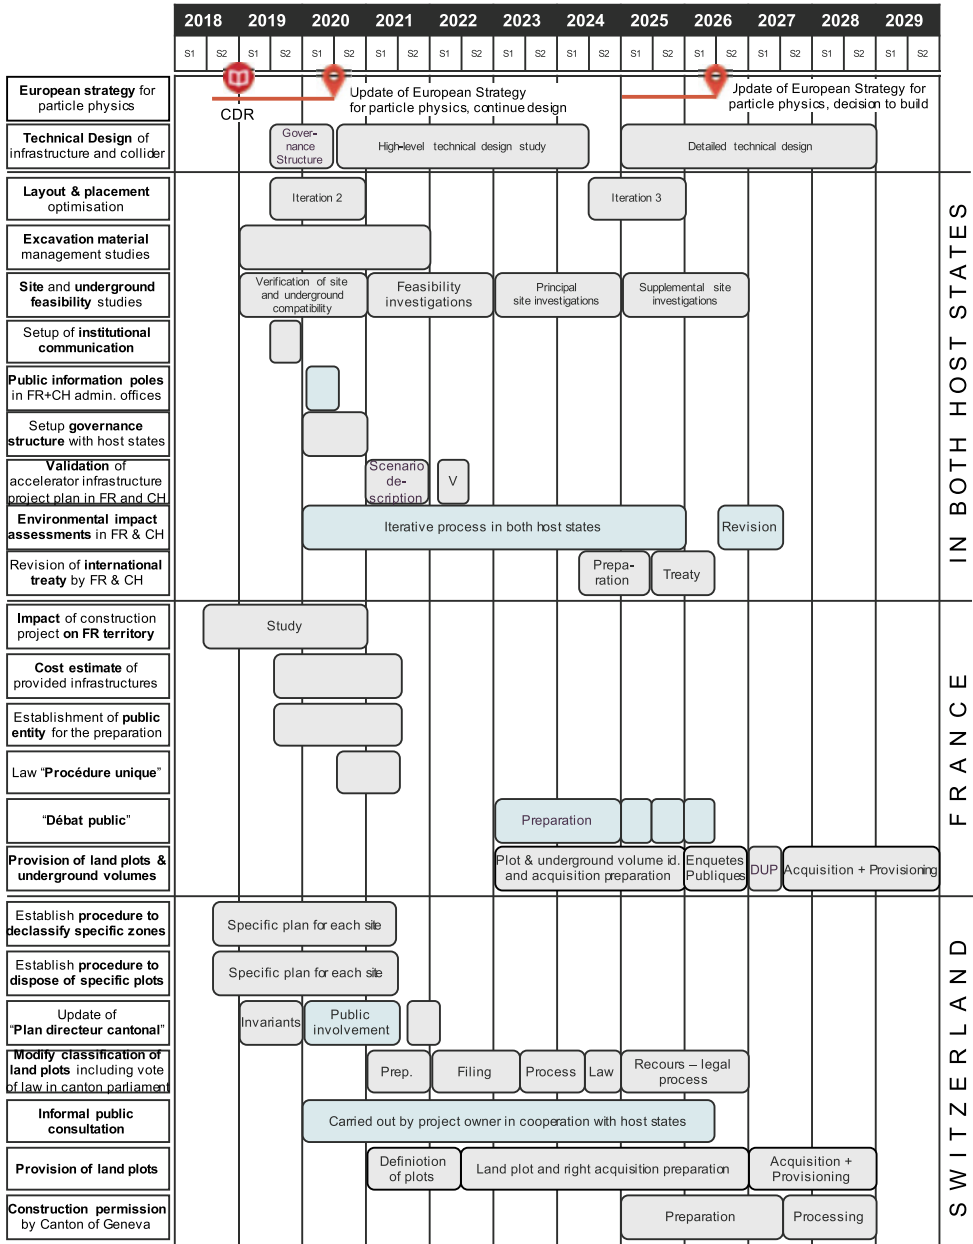 2018 2019 2020 2021 2022 2023 2024 2025 2026 2027 2028 2029
S1 S2 S1 S2 S1 S2 S1 S2 S1 S2 S1 S2 S1 S2 S1 S2 S1 S2 S1 S2 S1 S2 S1 S2
European strategy for
particle physics
CDR
Update of European Strategy
for particle physics, continue design
Update of European Strategy for
particle physics, decision to build
Technical Design of
infrastructure and collider
Gover-
nance
Structure
High-level technical design study
Detailed technical design
Layout & placement
optimisation
Iteration 2
Iteration 3
Excavation material
management studies
Site and underground
feasibility studies
Verification of site
and underground
compatibility
Feasibility
investigations
Principal
site investigations
Supplemental site
investigations
Setup of institutional
communication
Public information poles
in FR+CH admin. offices
Setup governance
structure with host states
Validation of
accelerator infrastructure
project plan in FR and CH
Scenario
de-
scription
V
Environmental impact
assessments in FR & CH
Iterative process in both host states
Revision
Revision of international
treaty by FR & CH
Prepa-
ration
Treaty
IN BOTH HOST STATES
Impact of construction
project on FR territory
Study
Cost estimate of
provided infrastructures
Establishment of public
entity for the preparation
Law “Procédure unique”
“Débat public”
Preparation
Provision of land plots &
underground volumes
Plot & underground volume id.
and acquisition preparation
Enquetes
Publiques
DUP
Acquisition + Provisioning
FRANCE
Establish procedure to
declassify specific zones
Specific plan for each site
Establish procedure to
dispose of specific plots
Specific plan for each site
Update of
“Plan directeur cantonal”
Invariants
Public
involvement
Modify classification of
land plots including vote
of law in canton parliament
Prep.
Filing
Process
Law
Recours – legal
process
Informal public
consultation
Carried out by project owner in cooperation with host states
Provision of land plots
Definiotion
of plots
Land plot and right acquisition preparation
Acquisition +
Provisioning
Construction permission
by Canton of Geneva
Preparation
Processing
SWITZERLAND